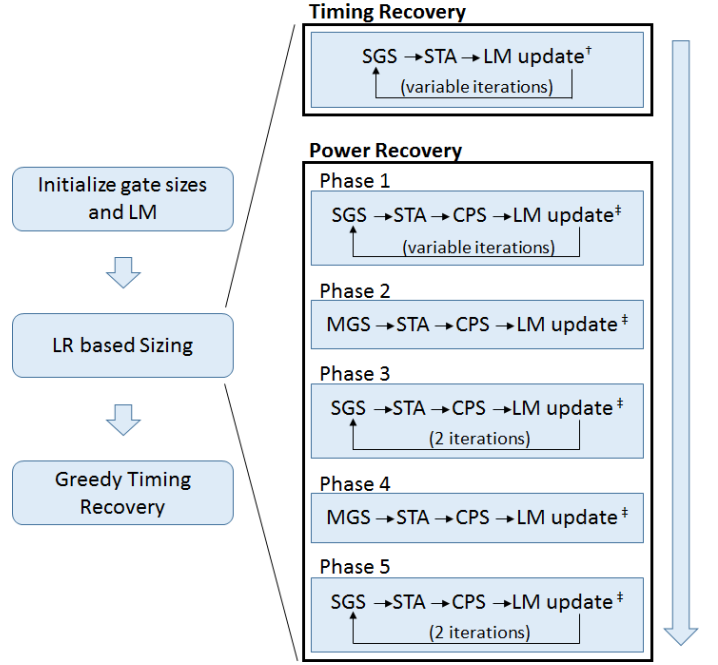 Timing Recovery
SGS → STA → LM update†
(variable iterations)
Power Recovery
Phase 1
SGS → STA → CPS → LM update‡
(variable iterations)
Phase 2
MGS → STA → CPS → LM update‡
Phase 3
SGS → STA → CPS → LM update‡
(2 iterations)
Phase 4
MGS → STA → CPS → LM update‡
Phase 5
SGS → STA → CPS → LM update‡
(2 iterations)
Initialize gate sizes
and LM
LR based Sizing
Greedy Timing
Recovery